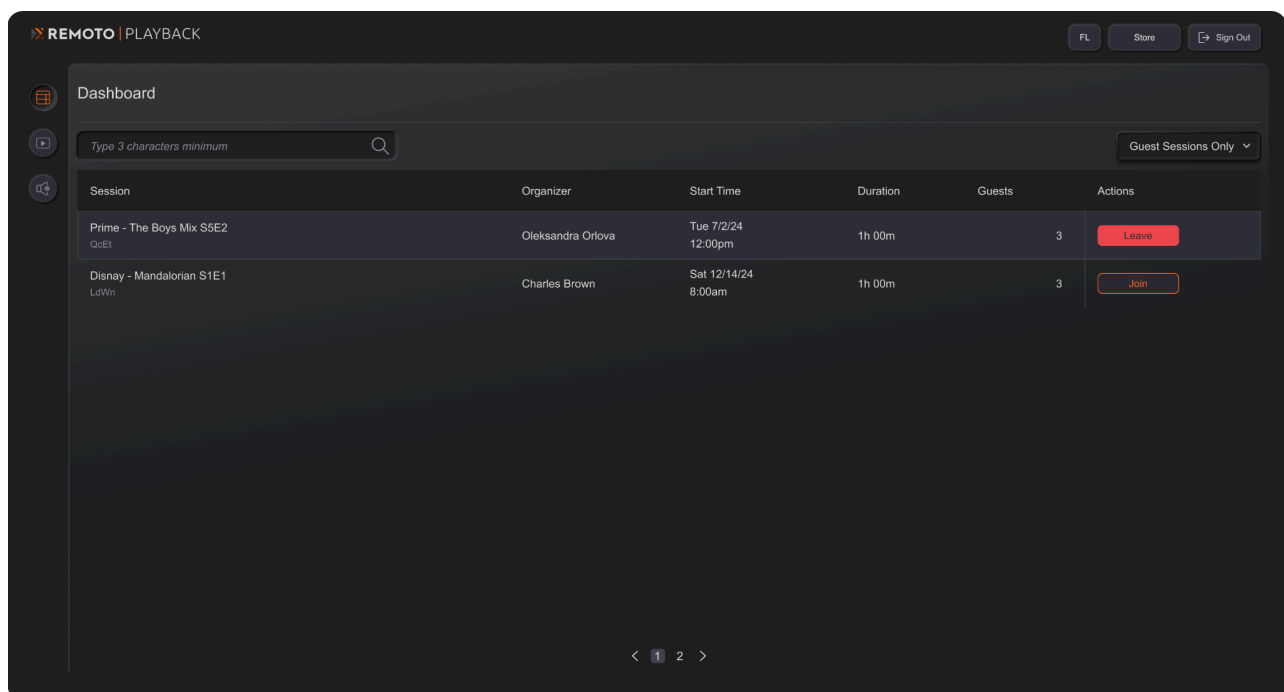 REMOTO | PLAYBACK
FL Store Sign Out
Dashboard
Type 3 characters minimum
Guest Sessions Only
Session Organizer Start Time Duration Guests Actions
Prime - The Boys Mix S5E2
QcEt
Oleksandra Orlova
Tue 7/2/24
12:00pm
1h 00m
3
Leave
Disnay - Mandalorian S1E1
LdWn
Charles Brown
Sat 12/14/24
8:00am
1h 00m
3
Join
1 2